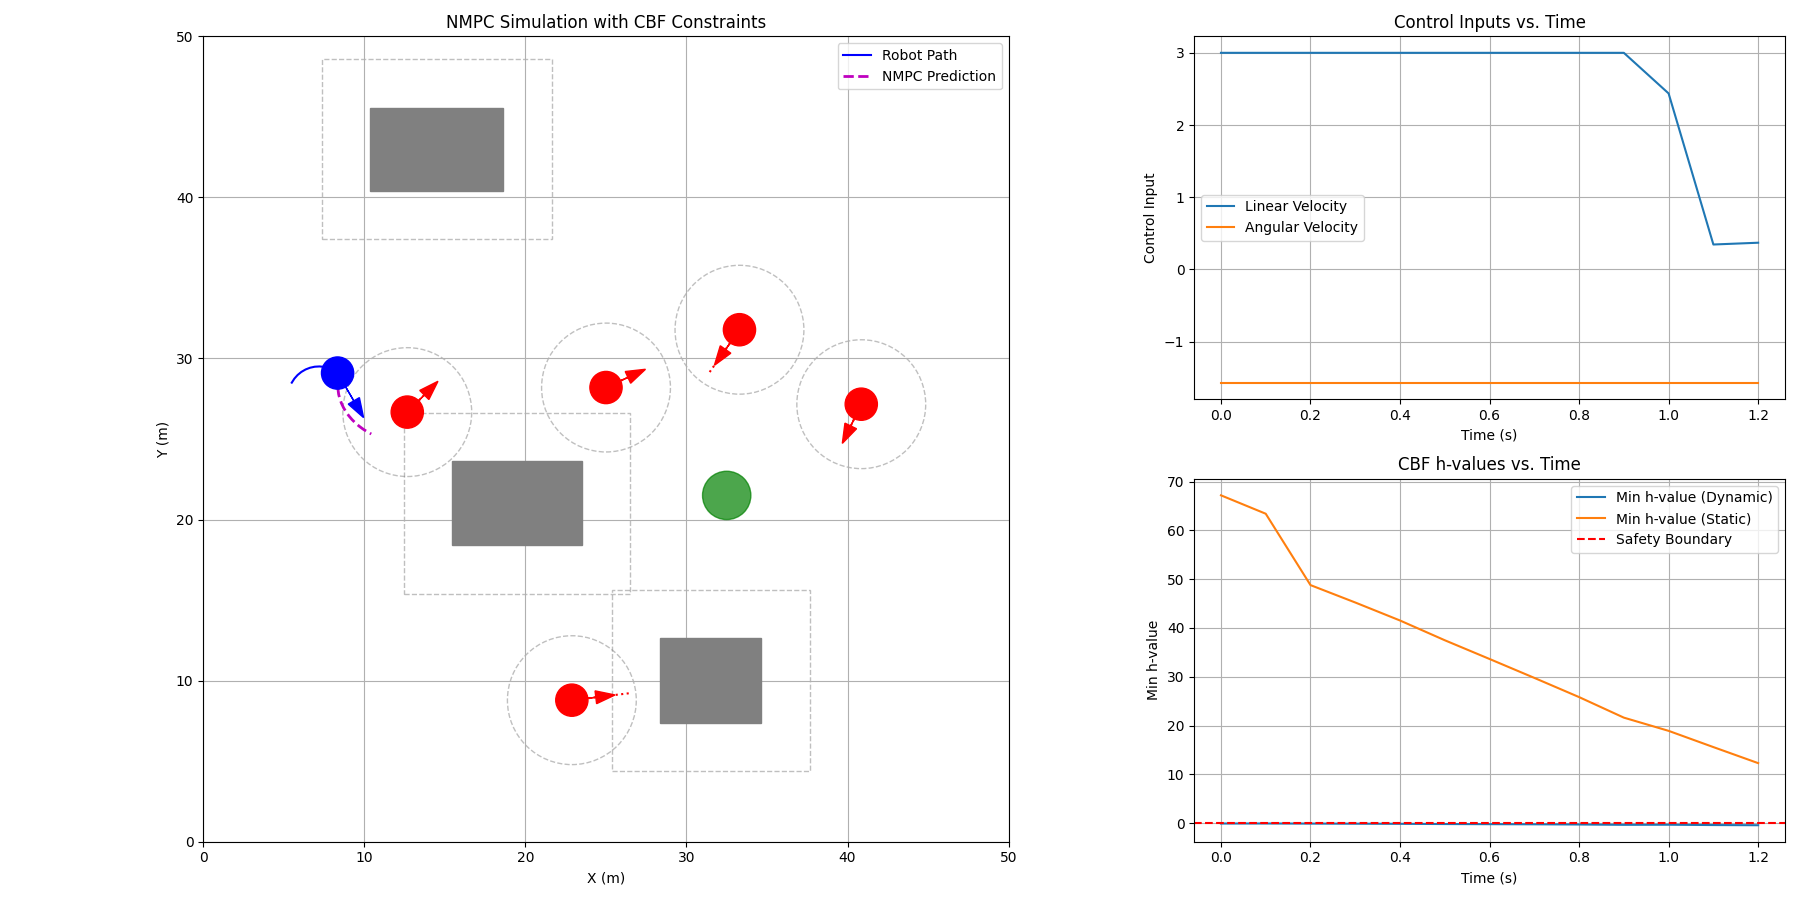 NMPC Simulation with CBF Constraints
50
40
30
20
10
0
Y (m)
0 10 20 30 40 50
X (m)
Robot Path
NMPC Prediction
Control Inputs vs. Time
3
2
1
0
−1
Control Input
Linear Velocity
Angular Velocity
0.0 0.2 0.4 0.6 0.8 1.0 1.2
Time (s)
CBF h-values vs. Time
70
60
50
40
30
20
10
0
Min h-value
Min h-value (Dynamic)
Min h-value (Static)
Safety Boundary
0.0 0.2 0.4 0.6 0.8 1.0 1.2
Time (s)